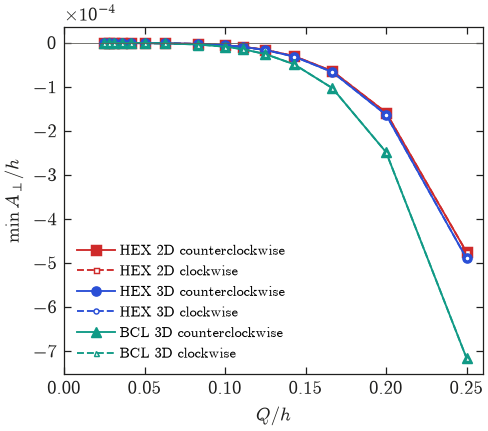 ×10⁻⁴
0
−1
−2
−3
−4
−5
−6
−7
min A⊥/h
HEX 2D counterclockwise
HEX 2D clockwise
HEX 3D counterclockwise
HEX 3D clockwise
BCL 3D counterclockwise
BCL 3D clockwise
0.00 0.05 0.10 0.15 0.20 0.25
Q/h